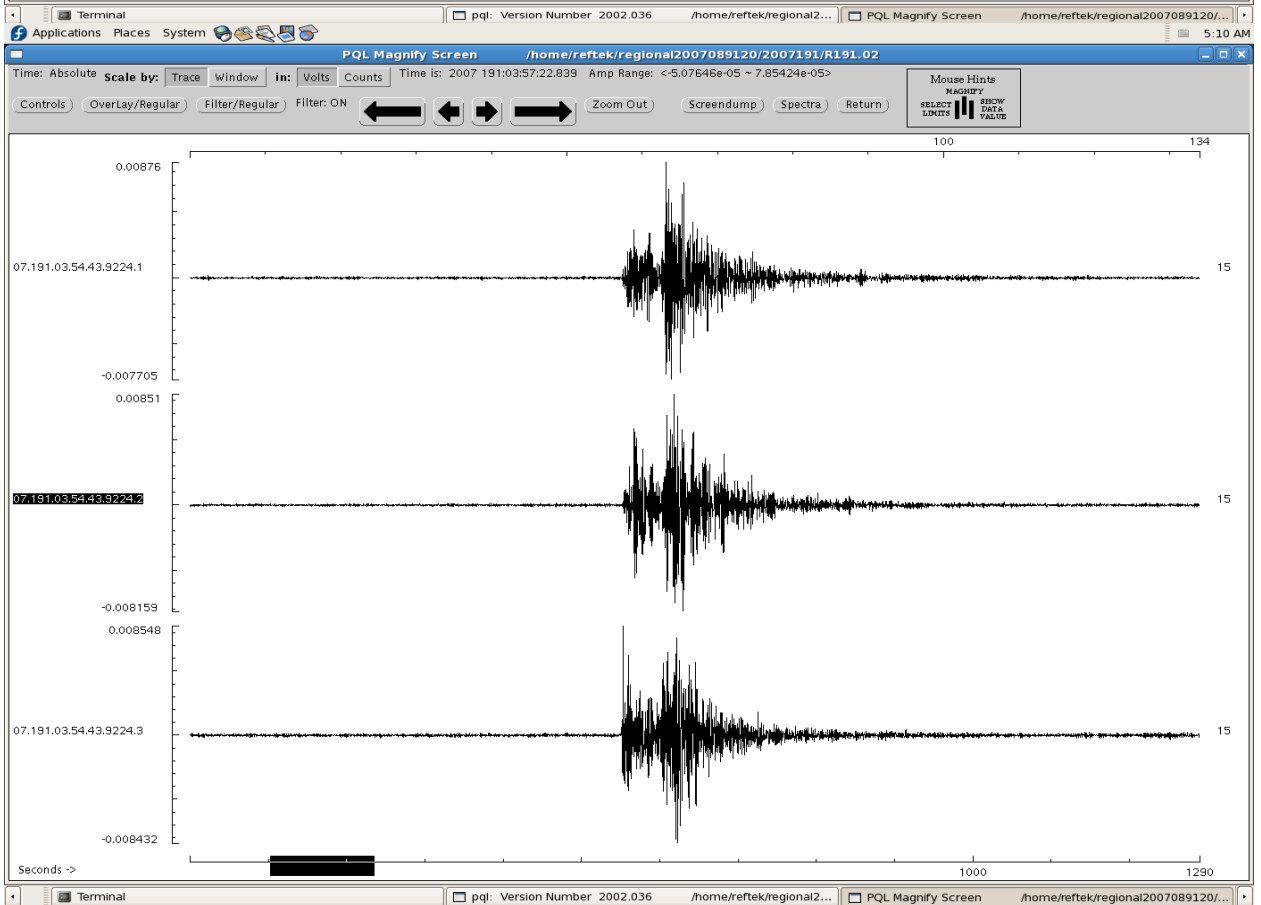 Terminal pql: Version Number 2002.036 /home/reftek/regional2... PQL Magnify Screen /home/reftek/regional2007089120/...
Applications Places System 5:10 AM
PQL Magnify Screen /home/reftek/regional2007089120/2007191/R191.02
Time: Absolute Scale by: Trace Window in: Volts Counts Time is: 2007 191:03:57:22.839 Amp Range: <-5.07646e-05 ~ 7.85424e-05>
Controls OverLay/Regular Filter/Regular Filter: ON Zoom Out Screendump Spectra Return
Mouse Hints
MAGNIFY
SELECT LIMITS
SHOW DATA VALUE
100 134
0.00876
07.191.03.54.43.9224.1 15
-0.007705
0.00851
07.191.03.54.43.9224.2 15
-0.008159
0.008548
07.191.03.54.43.9224.3 15
-0.008432
Seconds -> 1000 1290
Terminal pql: Version Number 2002.036 /home/reftek/regional2... PQL Magnify Screen /home/reftek/regional2007089120/...